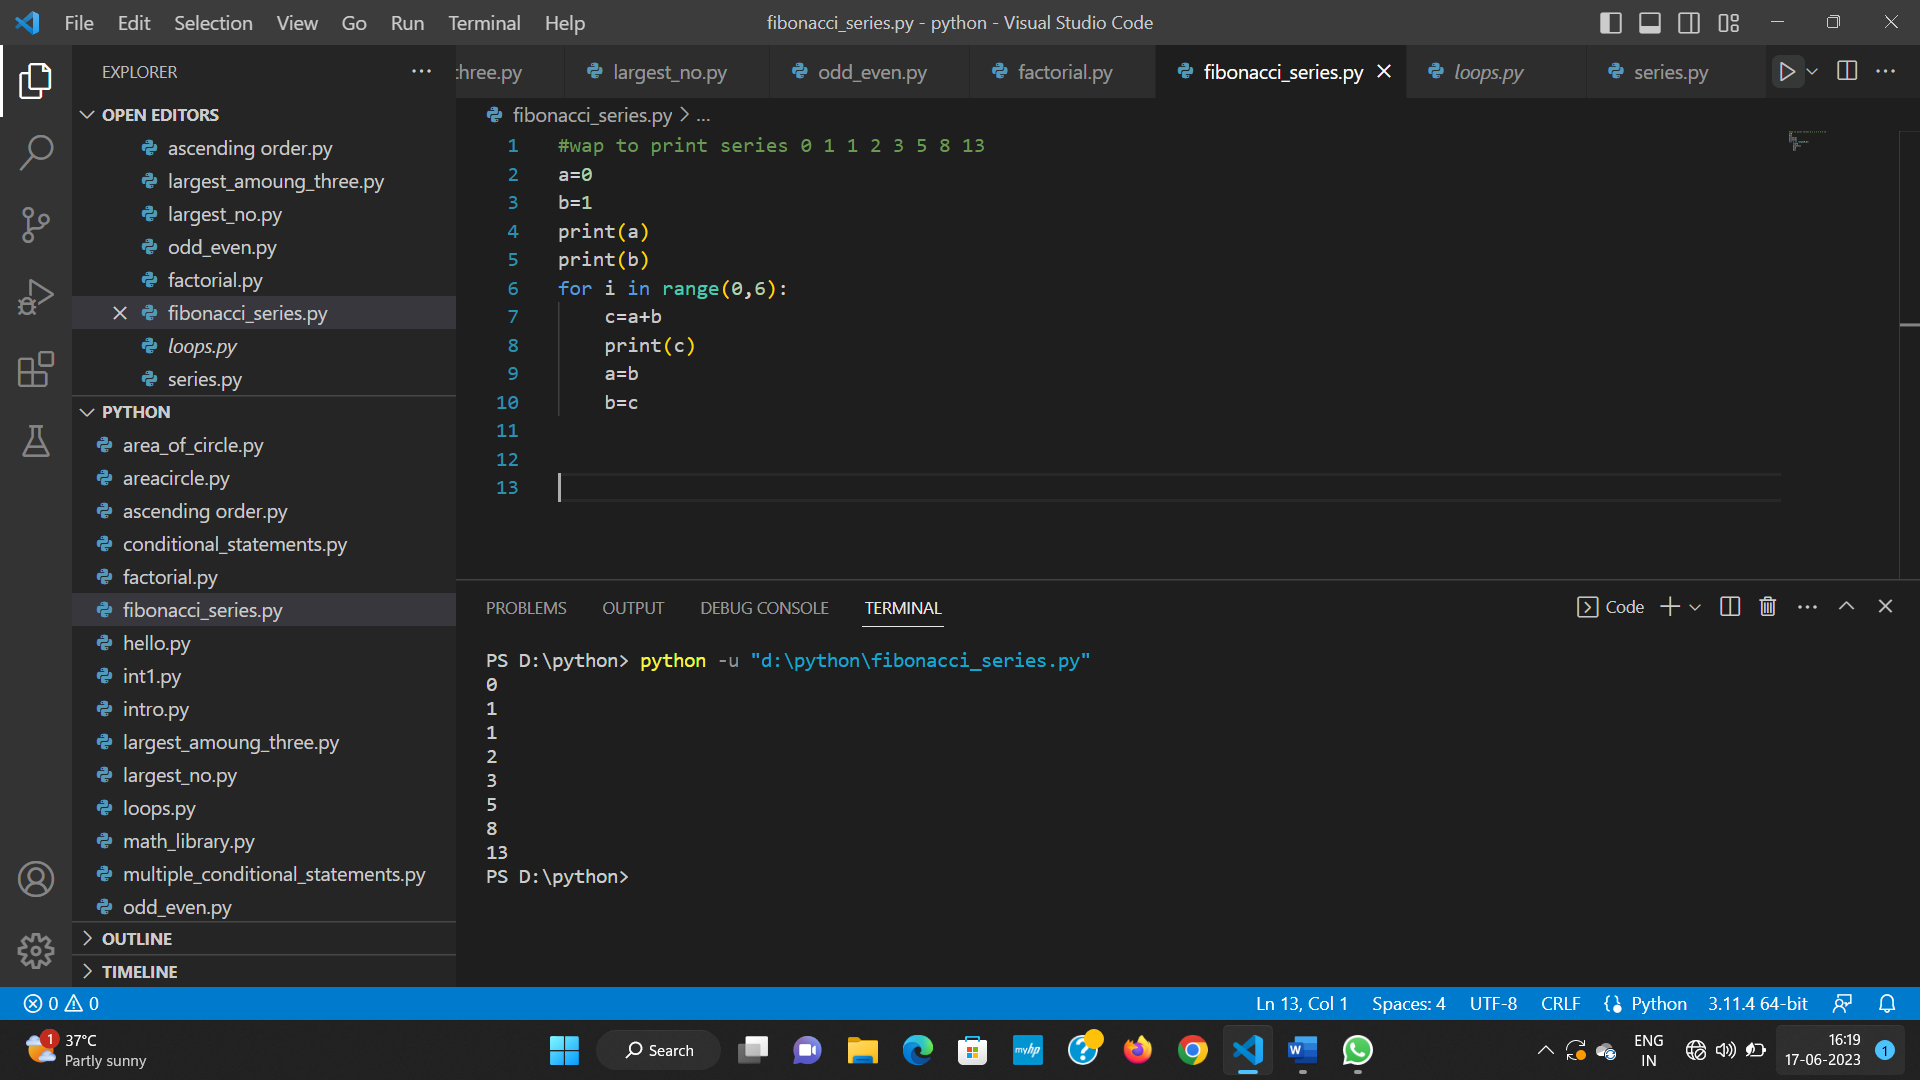 File Edit Selection View Go Run Terminal Help
fibonacci_series.py - python - Visual Studio Code
EXPLORER
OPEN EDITORS
ascending order.py
largest_amoung_three.py
largest_no.py
odd_even.py
factorial.py
fibonacci_series.py
loops.py
series.py
PYTHON
area_of_circle.py
areacircle.py
ascending order.py
conditional_statements.py
factorial.py
fibonacci_series.py
hello.py
int1.py
intro.py
largest_amoung_three.py
largest_no.py
loops.py
math_library.py
multiple_conditional_statements.py
odd_even.py
OUTLINE
TIMELINE
three.py largest_no.py odd_even.py factorial.py fibonacci_series.py loops.py series.py
fibonacci_series.py > ...
1 #wap to print series 0 1 1 2 3 5 8 13
2 a=0
3 b=1
4 print(a)
5 print(b)
6 for i in range(0,6):
7 c=a+b
8 print(c)
9 a=b
10 b=c
11
12
13
PROBLEMS OUTPUT DEBUG CONSOLE TERMINAL
Code
PS D:\python> python -u "d:\python\fibonacci_series.py"
0
1
1
2
3
5
8
13
PS D:\python>
0 0
Ln 13, Col 1 Spaces: 4 UTF-8 CRLF Python 3.11.4 64-bit
1
37°C
Partly sunny
Search
myhp
W
ENG
IN
16:19
17-06-2023
1